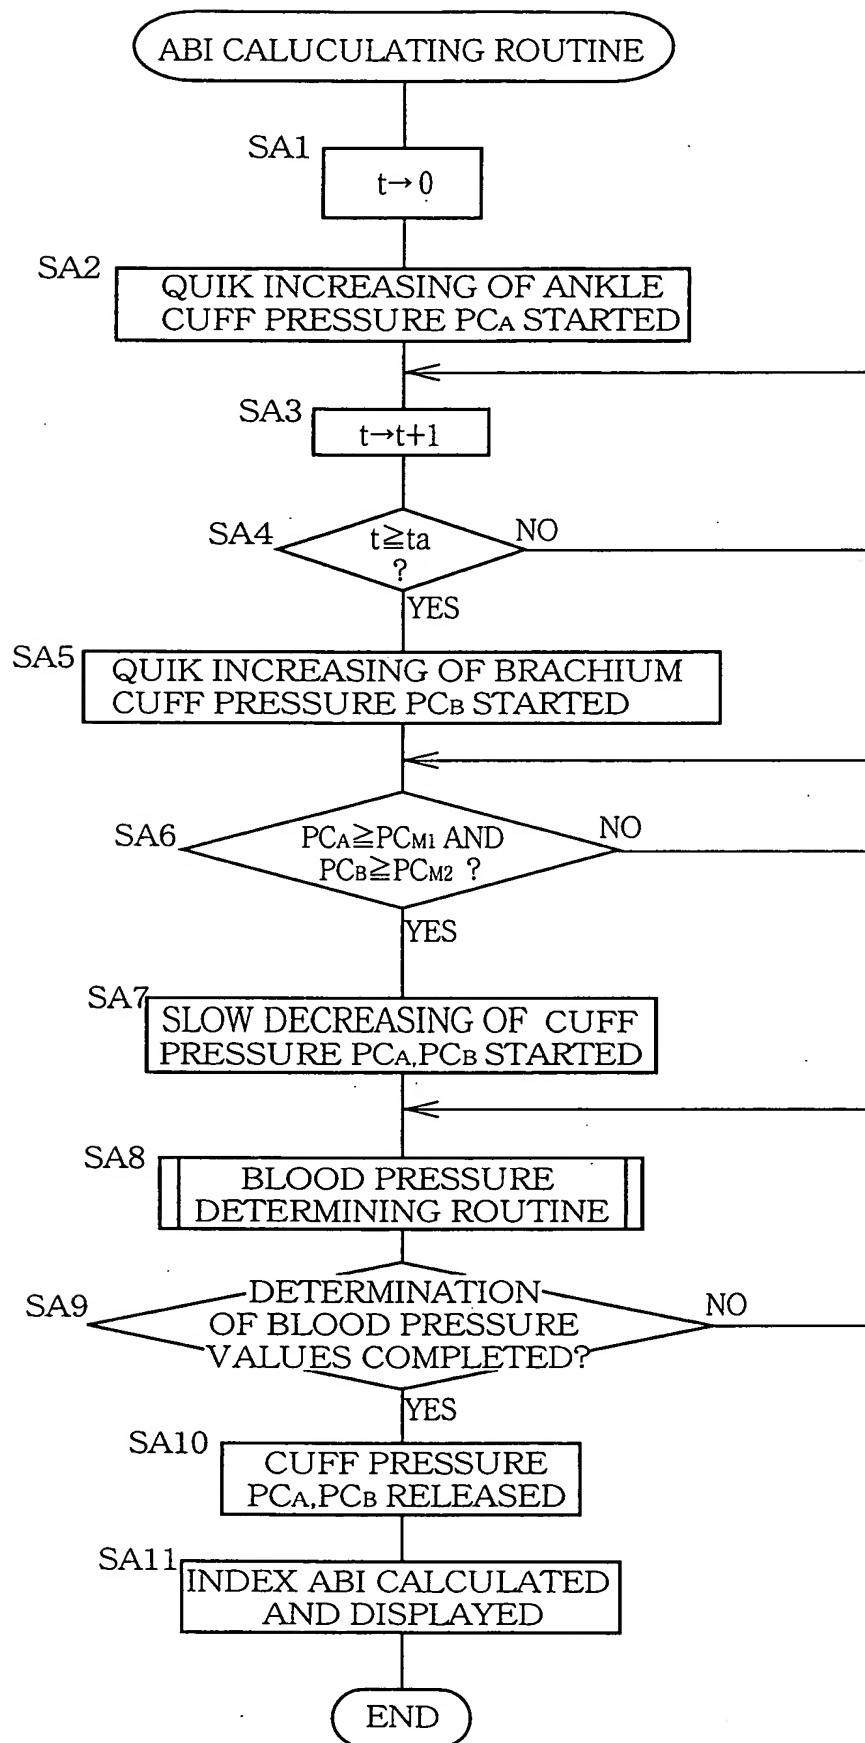 ABI CALUCULATING ROUTINE
SA1
t→0
SA2
QUIK INCREASING OF ANKLE
CUFF PRESSURE PCA STARTED
SA3
t→t+1
SA4
t≧ta
?
NO
YES
SA5
QUIK INCREASING OF BRACHIUM
CUFF PRESSURE PCB STARTED
SA6
PCA≧PCM1 AND
PCB≧PCM2 ?
NO
YES
SA7
SLOW DECREASING OF CUFF
PRESSURE PCA,PCB STARTED
SA8
BLOOD PRESSURE
DETERMINING ROUTINE
SA9
DETERMINATION
OF BLOOD PRESSURE
VALUES COMPLETED?
NO
YES
SA10
CUFF PRESSURE
PCA,PCB RELEASED
SA11
INDEX ABI CALCULATED
AND DISPLAYED
END